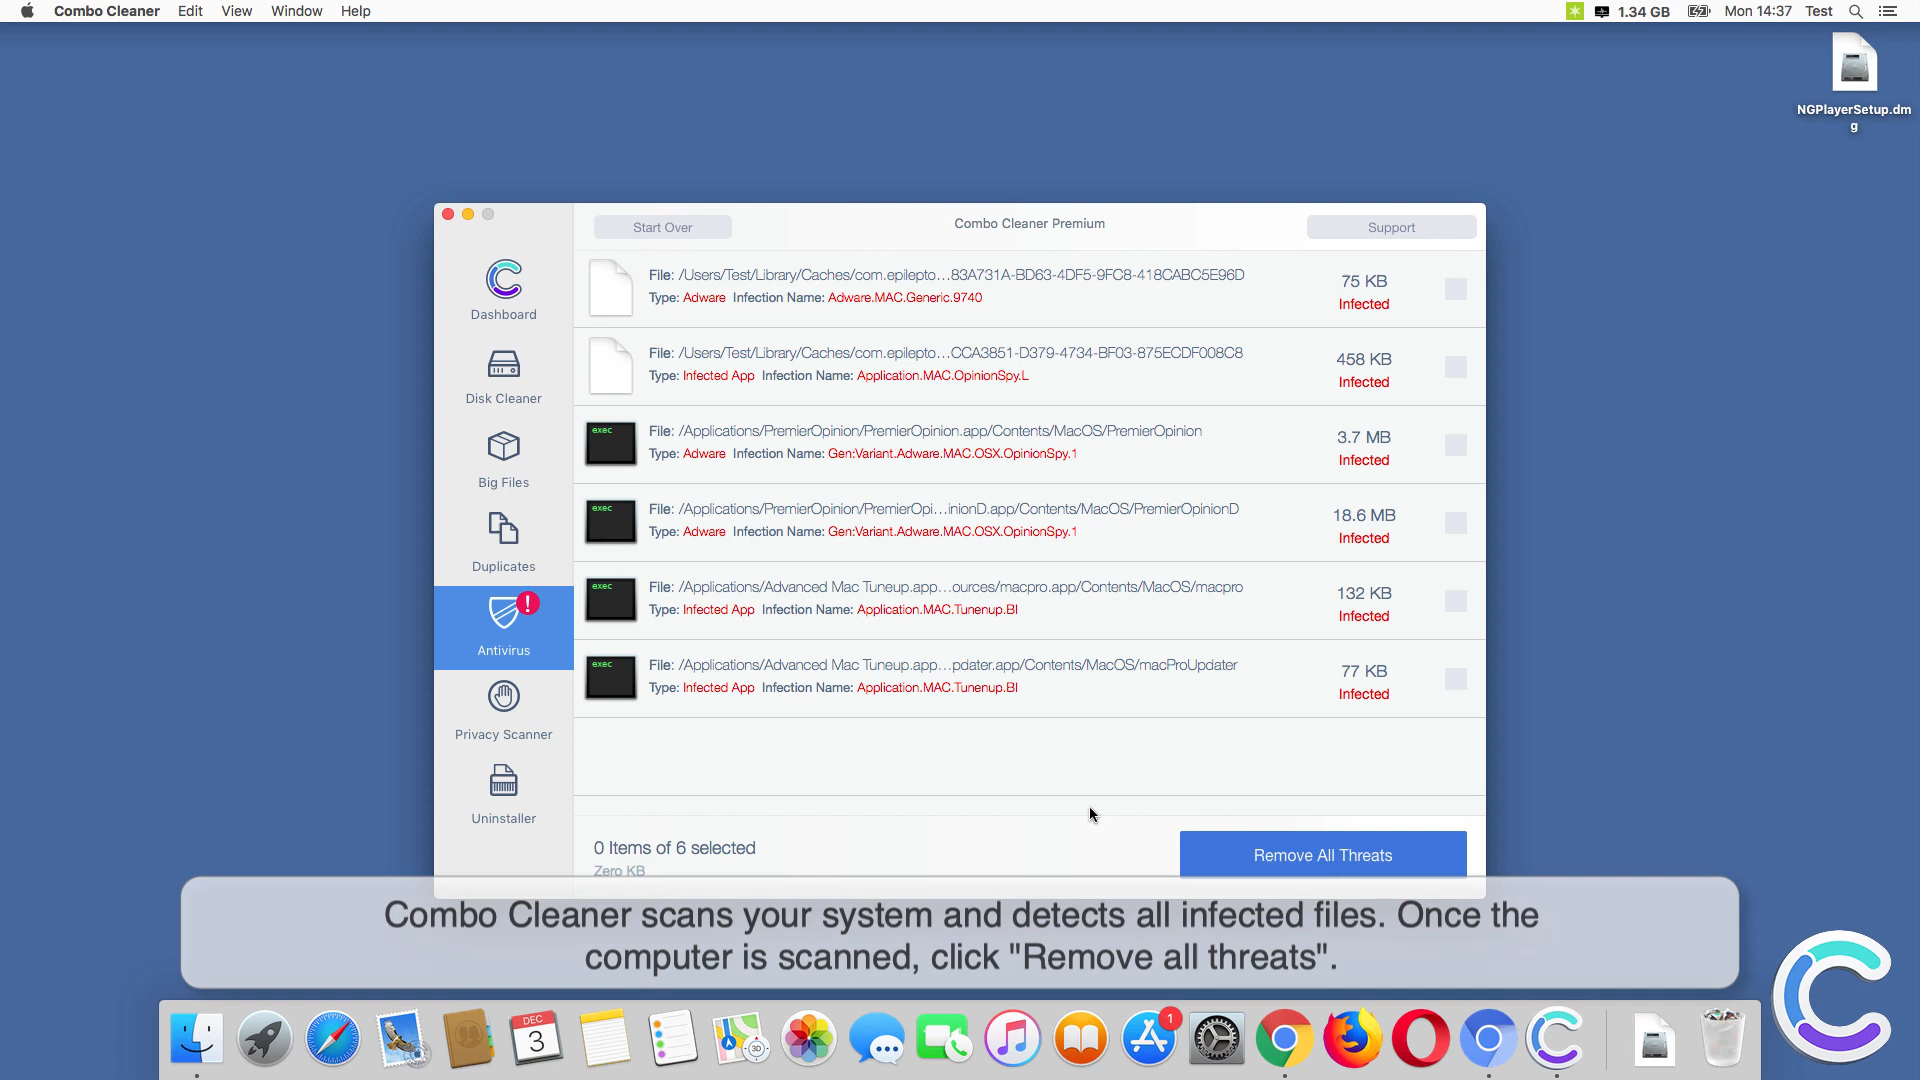 Combo Cleaner Edit View Window Help
1.34 GB Mon 14:37 Test
NGPlayerSetup.dm
g
Start Over
Combo Cleaner Premium
Support
Dashboard
Disk Cleaner
Big Files
Duplicates
Antivirus
Privacy Scanner
Uninstaller
File: /Users/Test/Library/Caches/com.epilepto...83A731A-BD63-4DF5-9FC8-418CABC5E96D
Type: Adware Infection Name: Adware.MAC.Generic.9740
75 KB
Infected
File: /Users/Test/Library/Caches/com.epilepto...CCA3851-D379-4734-BF03-875ECDF008C8
Type: Infected App Infection Name: Application.MAC.OpinionSpy.L
458 KB
Infected
exec
File: /Applications/PremierOpinion/PremierOpinion.app/Contents/MacOS/PremierOpinion
Type: Adware Infection Name: Gen:Variant.Adware.MAC.OSX.OpinionSpy.1
3.7 MB
Infected
exec
File: /Applications/PremierOpinion/PremierOpi...inionD.app/Contents/MacOS/PremierOpinionD
Type: Adware Infection Name: Gen:Variant.Adware.MAC.OSX.OpinionSpy.1
18.6 MB
Infected
exec
File: /Applications/Advanced Mac Tuneup.app...ources/macpro.app/Contents/MacOS/macpro
Type: Infected App Infection Name: Application.MAC.Tunenup.BI
132 KB
Infected
exec
File: /Applications/Advanced Mac Tuneup.app...pdater.app/Contents/MacOS/macProUpdater
Type: Infected App Infection Name: Application.MAC.Tunenup.BI
77 KB
Infected
0 Items of 6 selected
Zero KB
Remove All Threats
Combo Cleaner scans your system and detects all infected files. Once the
computer is scanned, click "Remove all threats".
DEC
3
3D
1